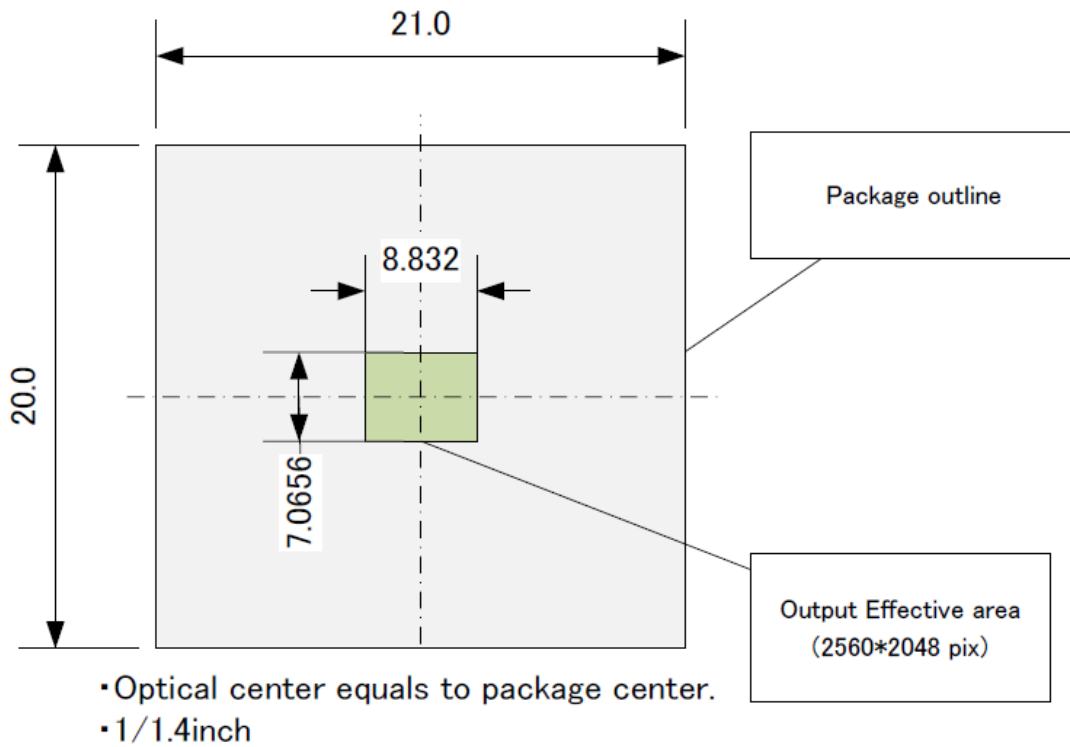 21.0
Package outline
8.832
20.0
7.0656
Output Effective area
(2560*2048 pix)
・Optical center equals to package center.
・1/1.4inch